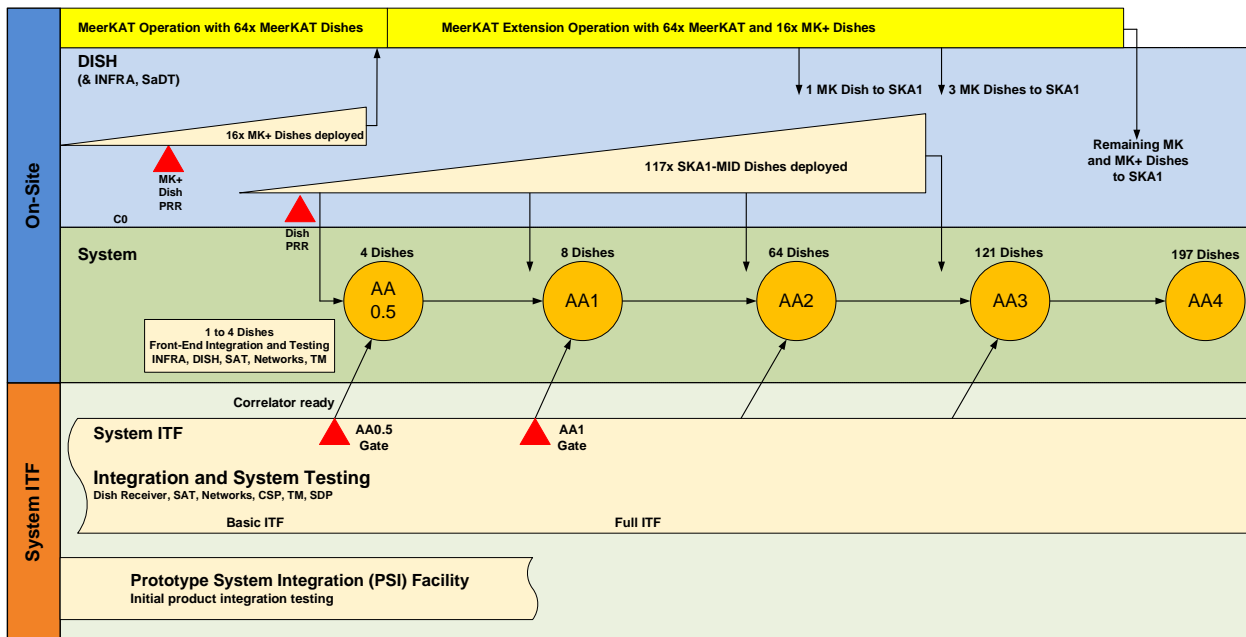 MeerKAT Operation with 64x MeerKAT Dishes
MeerKAT Extension Operation with 64x MeerKAT and 16x MK+ Dishes
On-Site
DISH
(& INFRA, SaDT)
1 MK Dish to SKA1
3 MK Dishes to SKA1
16x MK+ Dishes deployed
Remaining MK
and MK+ Dishes
to SKA1
117x SKA1-MID Dishes deployed
MK+
Dish
PRR
C0
Dish
PRR
System
4 Dishes
8 Dishes
64 Dishes
121 Dishes
197 Dishes
AA
0.5
AA1
AA2
AA3
AA4
1 to 4 Dishes
Front-End Integration and Testing
INFRA, DISH, SAT, Networks, TM
System ITF
Correlator ready
System ITF
AA0.5
Gate
AA1
Gate
Integration and System Testing
Dish Receiver, SAT, Networks, CSP, TM, SDP
Basic ITF
Full ITF
Prototype System Integration (PSI) Facility
Initial product integration testing